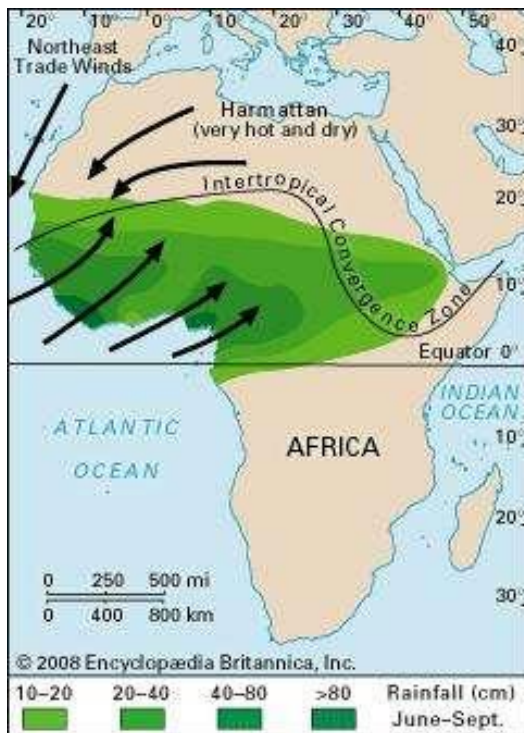 20° 10° 0° 10° 20° 30° 40° 50°
Northeast
Trade Winds
40°
Harmattan
(very hot and dry)
30°
Intertropical Convergence Zone
20°
10°
Equator 0°
ATLANTIC
OCEAN
AFRICA
INDIAN
OCEAN
10°
20°
30°
0 250 500 mi
0 400 800 km
© 2008 Encyclopædia Britannica, Inc.
10–20 20–40 40–80 >80 Rainfall (cm)
June–Sept.